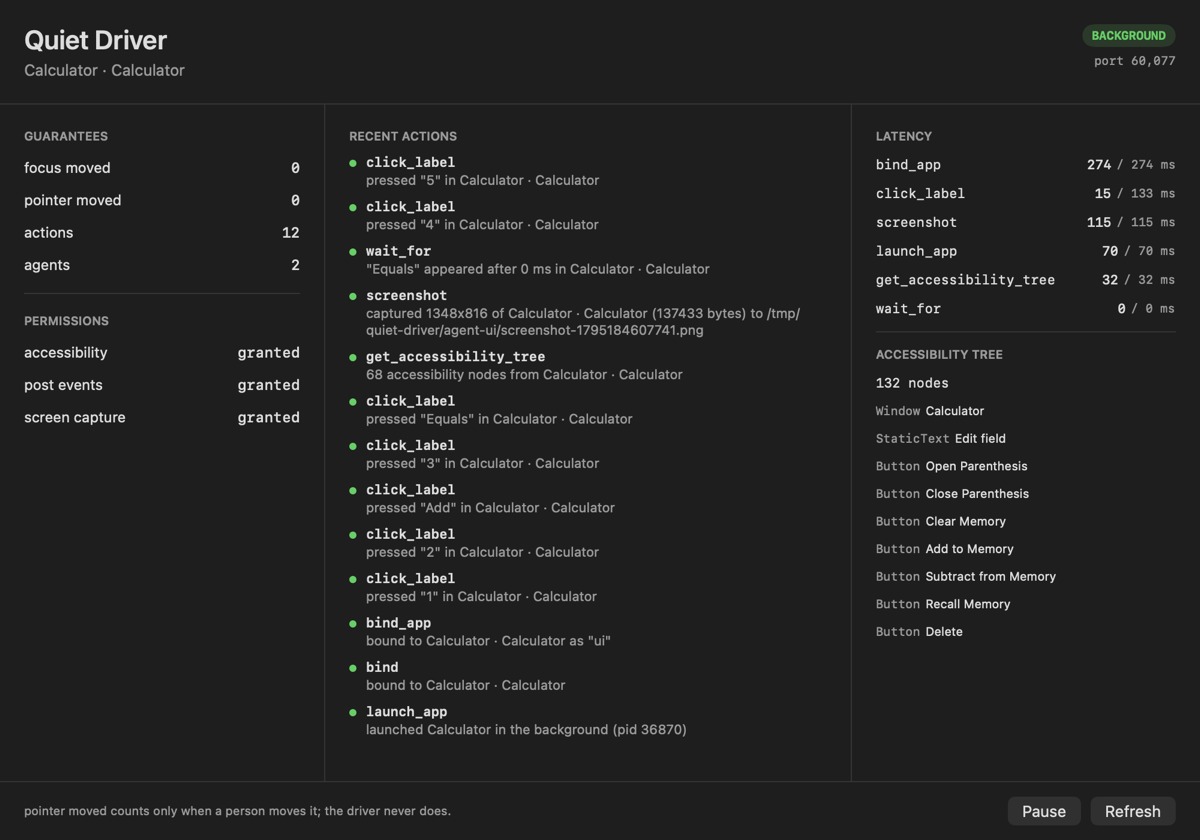 Quiet Driver
Calculator · Calculator
BACKGROUND
port 60,077
GUARANTEES
focus moved 0
pointer moved 0
actions 12
agents 2
PERMISSIONS
accessibility granted
post events granted
screen capture granted
RECENT ACTIONS
click_label
pressed "5" in Calculator · Calculator
click_label
pressed "4" in Calculator · Calculator
wait_for
"Equals" appeared after 0 ms in Calculator · Calculator
screenshot
captured 1348x816 of Calculator · Calculator (137433 bytes) to /tmp/
quiet-driver/agent-ui/screenshot-1795184607741.png
get_accessibility_tree
68 accessibility nodes from Calculator · Calculator
click_label
pressed "Equals" in Calculator · Calculator
click_label
pressed "3" in Calculator · Calculator
click_label
pressed "Add" in Calculator · Calculator
click_label
pressed "2" in Calculator · Calculator
click_label
pressed "1" in Calculator · Calculator
bind_app
bound to Calculator · Calculator as "ui"
bind
bound to Calculator · Calculator
launch_app
launched Calculator in the background (pid 36870)
LATENCY
bind_app 274 / 274 ms
click_label 15 / 133 ms
screenshot 115 / 115 ms
launch_app 70 / 70 ms
get_accessibility_tree 32 / 32 ms
wait_for 0 / 0 ms
ACCESSIBILITY TREE
132 nodes
Window Calculator
StaticText Edit field
Button Open Parenthesis
Button Close Parenthesis
Button Clear Memory
Button Add to Memory
Button Subtract from Memory
Button Recall Memory
Button Delete
pointer moved counts only when a person moves it; the driver never does.
Pause
Refresh